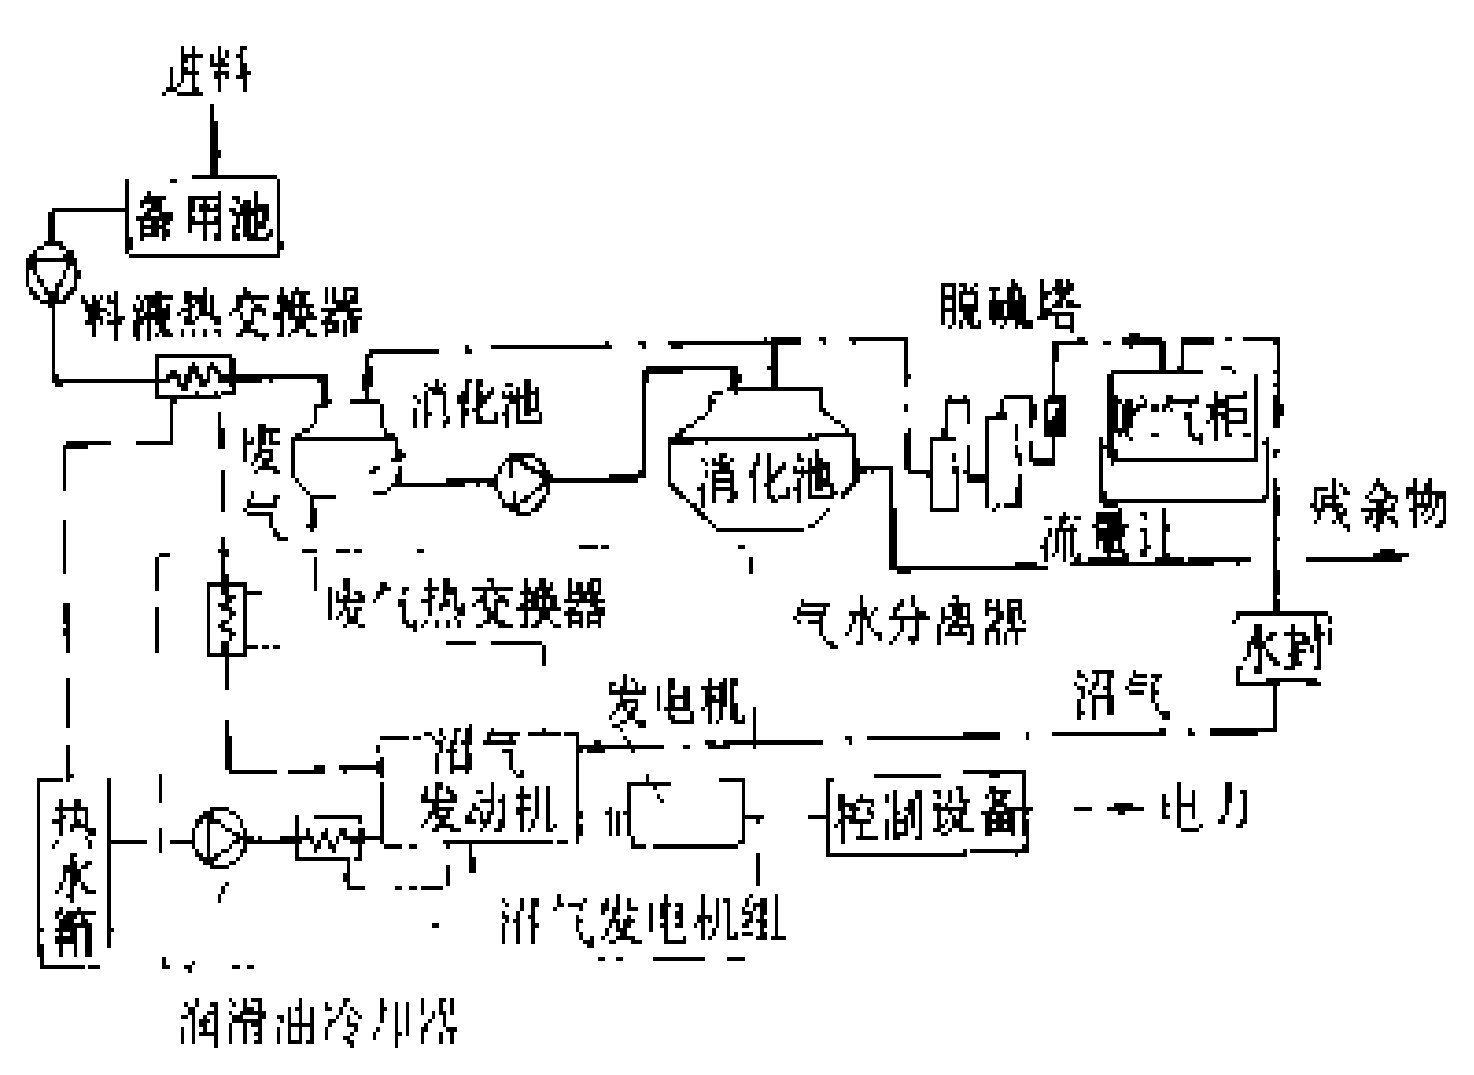 进料
备用池
料液热交换器
脱硫塔
消化池
废
气
贮气柜
消化池
残余物
流量计
废气热交换器
气水分离器
水封
发电机
沼气
沼气
发动机
热水箱
控制设备
电力
沼气发电机组
润滑油冷却器